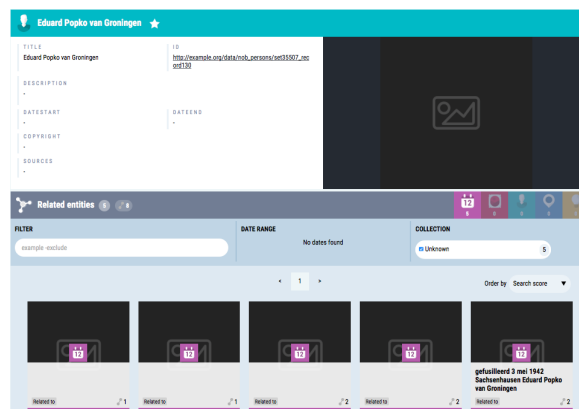 Eduard Popko van Groningen
TITLE
Eduard Popko van Groningen
ID
http://example.org/data/nob_persons/set35507_rec
ord130
DESCRIPTION
-
DATESTART
-
DATEEND
-
COPYRIGHT
-
SOURCES
-
Related entities 5
12
FILTER
example -exclude
DATE RANGE
No dates found
COLLECTION
Unknown 5
< 1 >
Order by Search score ▼
12
Related to 1
12
Related to 1
12
Related to 2
12
Related to 2
12
gefusilleerd 3 mei 1942
Sachsenhausen Eduard Popko
van Groningen
Related to 2